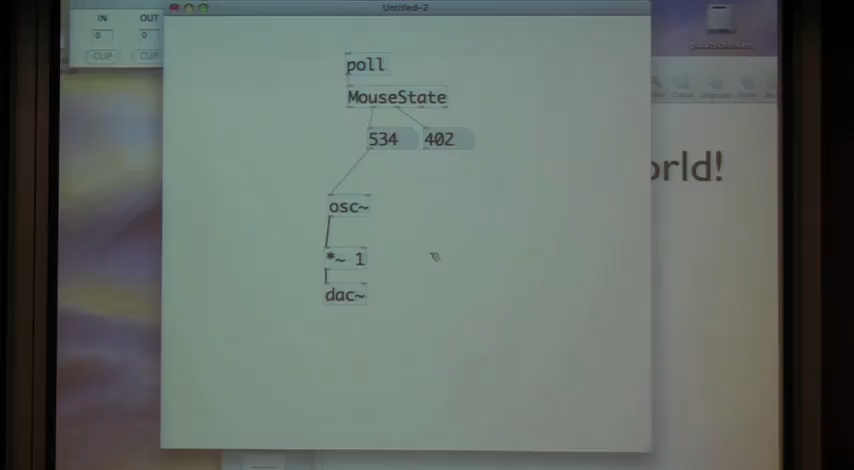 Untitled-2
IN OUT
0 0
CLIP CLIP
poll
MouseState
534 402
orld!
osc~
*~ 1
dac~